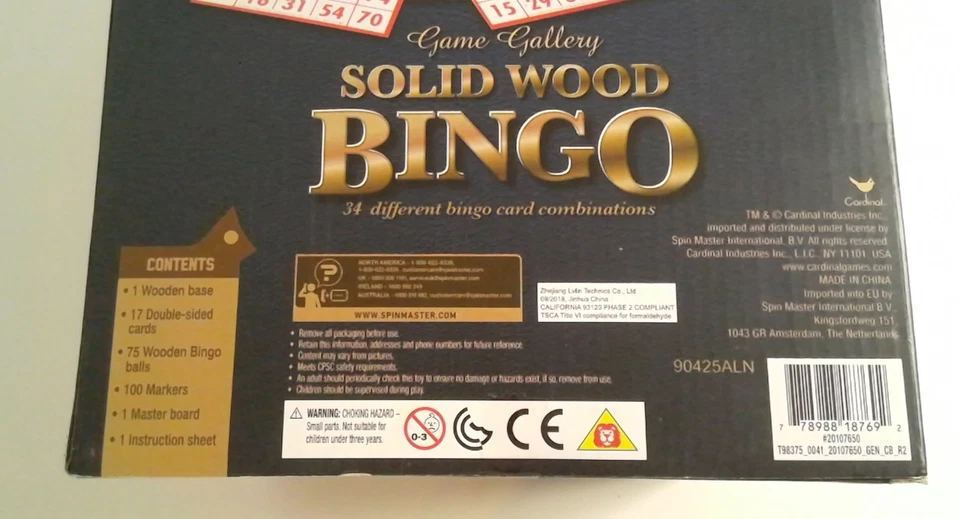 16 31 54 70
15 29
Game Gallery
SOLID WOOD
BINGO
34 different bingo card combinations
Cardinal
TM & © Cardinal Industries Inc.,
imported and distributed under license by
Spin Master International. B.V. All rights reserved.
Cardinal Industries Inc., L.I.C. NY 11101 USA
www.cardinalgames.com
MADE IN CHINA
Imported into EU by
Spin Master International B.V.
Kingsfordweg 151
1043 GR Amsterdam, The Netherlands
CONTENTS
• 1 Wooden base
• 17 Double-sided
cards
• 75 Wooden Bingo
balls
• 100 Markers
• 1 Master board
• 1 Instruction sheet
NORTH AMERICA
UK
IRELAND
AUSTRALIA
WWW.SPINMASTER.COM
Technics Co., Ltd
09/2018, Jinhua China
CALIFORNIA 93120 PHASE 2 COMPLIANT
TSCA Title VI compliance for formaldehyde
• Remove all packaging before use.
• Retain this information, addresses and phone numbers for future reference.
• Content may vary from pictures.
• Meets CPSC safety requirements.
• An adult should periodically check this toy to ensure no damage or hazards exist, if so, remove from use.
• Children should be supervised during play.
90425ALN
⚠ WARNING: CHOKING HAZARD –
Small parts. Not suitable for
children under three years.
0-3
CE
7 78988 18769 2
#20107650
T98375_0041_20107650_GEN_CB_R2